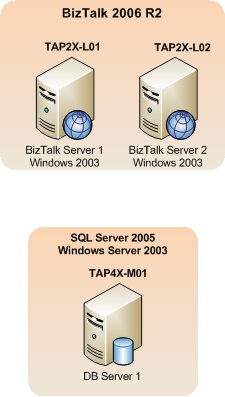 BizTalk 2006 R2
TAP2X-L01
TAP2X-L02
BizTalk Server 1
Windows 2003
BizTalk Server 2
Windows 2003
SQL Server 2005
Windows Server 2003
TAP4X-M01
DB Server 1